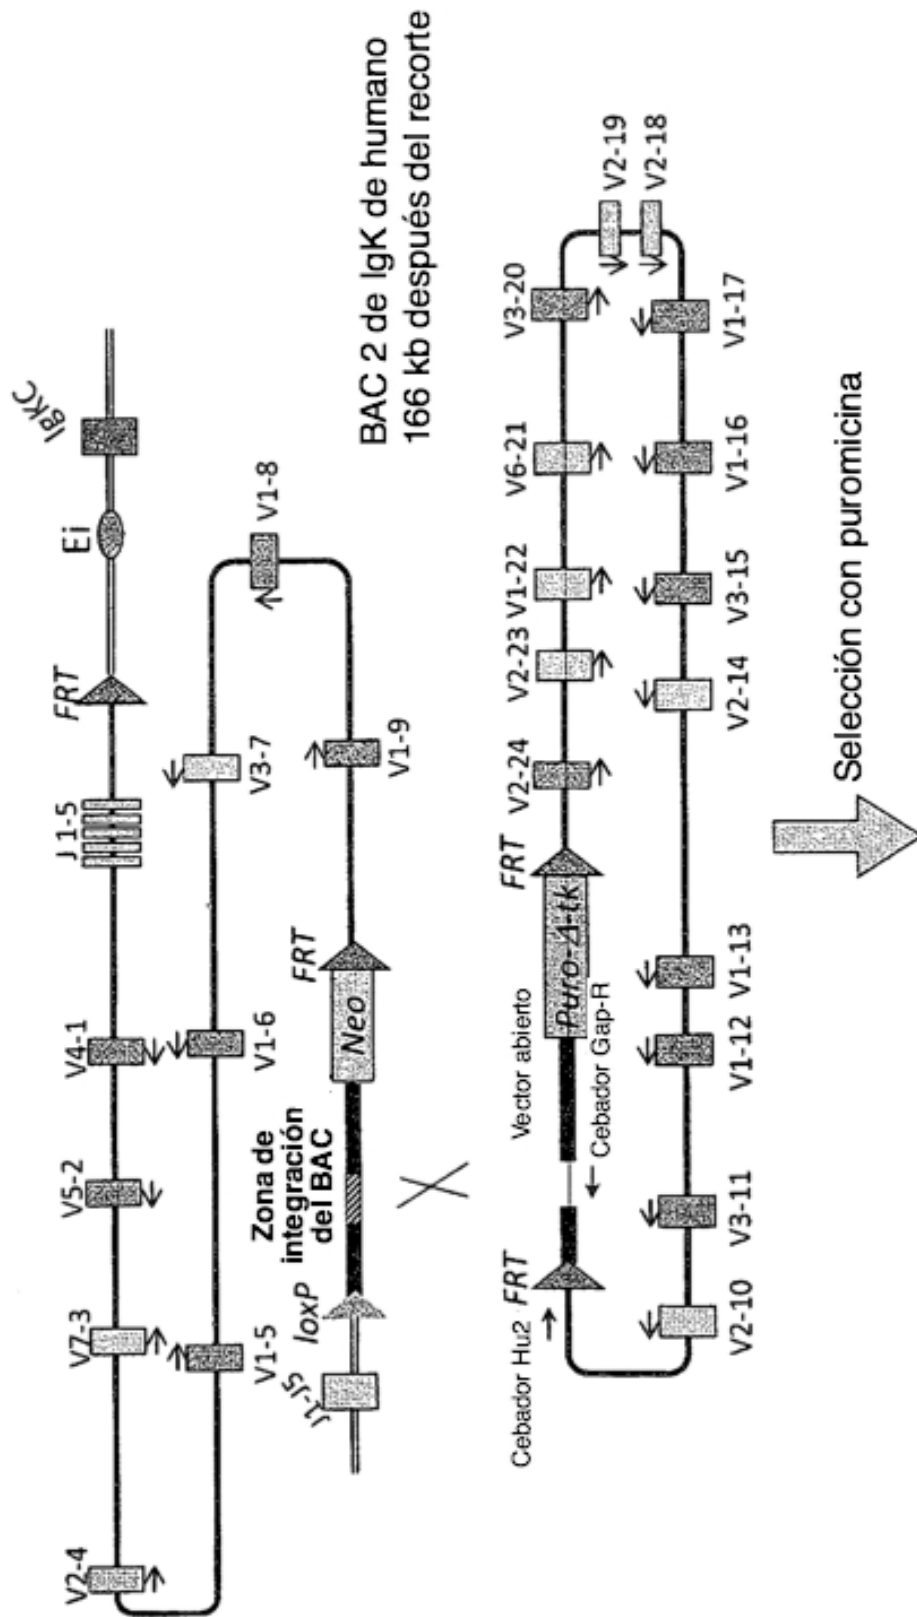 IgKC
Ei
FRT
J 1-5
V4-1
V5-2
V7-3
V2-4
V3-7
V1-6
V1-5
V1-8
V1-9
FRT
Neo
Zona de
integración
del BAC
loxP
J1-J5
BAC 2 de IgK de humano
166 kb después del recorte
V2-19
V2-18
V3-20
V6-21
V1-22
V2-23
V2-24
FRT
Puro-Δ-tk
Vector abierto
Cebador Gap-R
FRT
Cebador Hu2
V1-17
V1-16
V3-15
V2-14
V1-13
V1-12
V3-11
V2-10
Selección con puromicina